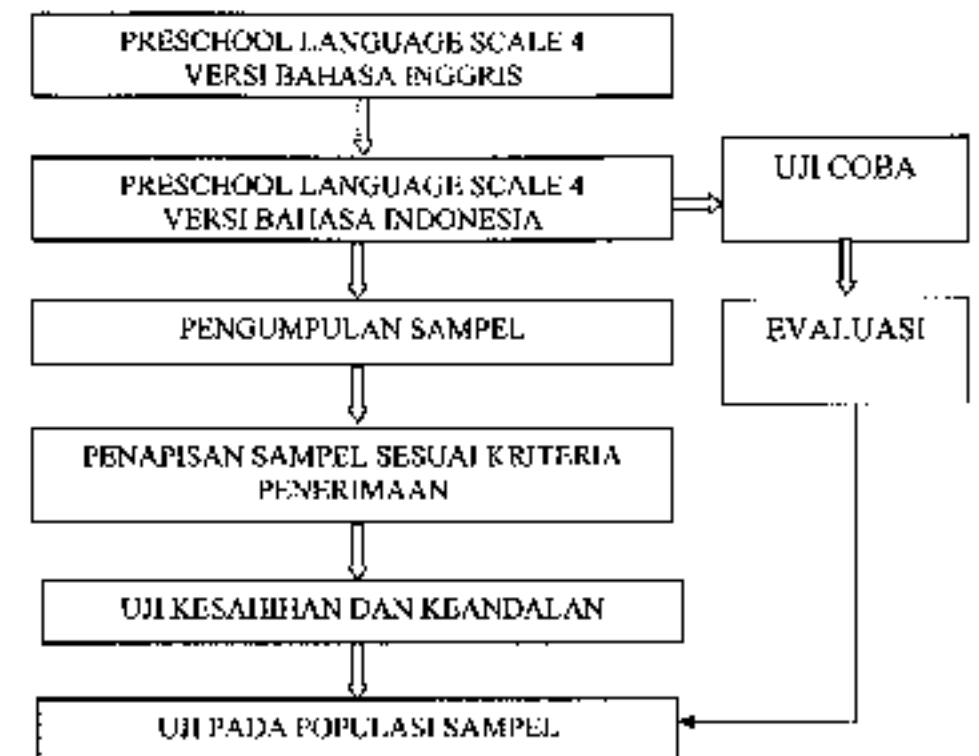 PRESCHOOL LANGUAGE SCALE 4
VERSI BAHASA INGGRIS
PRESCHOOL LANGUAGE SCALE 4
VERSI BAHASA INDONESIA
UJI COBA
PENGUMPULAN SAMPEL
EVALUASI
PENAPISAN SAMPEL SESUAI KRITERIA
PENERIMAAN
UJI KESAHIHAN DAN KEANDALAN
UJI PADA POPULASI SAMPEL